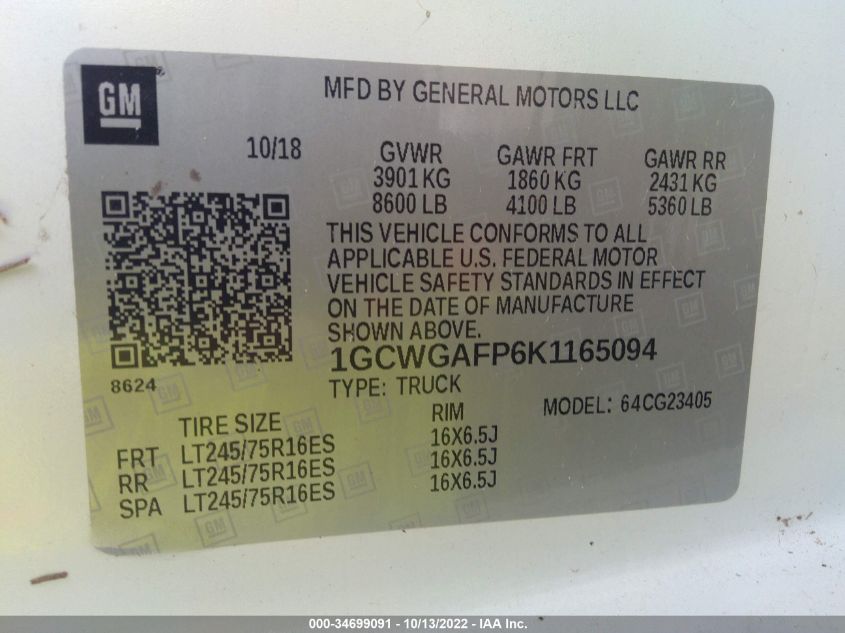 GM
MFD BY GENERAL MOTORS LLC
10/18
GVWR GAWR FRT GAWR RR
3901 KG 1860 KG 2431 KG
8600 LB 4100 LB 5360 LB
THIS VEHICLE CONFORMS TO ALL
APPLICABLE U.S. FEDERAL MOTOR
VEHICLE SAFETY STANDARDS IN EFFECT
ON THE DATE OF MANUFACTURE
SHOWN ABOVE.
1GCWGAFP6K1165094
8624
TYPE: TRUCK
MODEL: 64CG23405
TIRE SIZE RIM
FRT LT245/75R16ES 16X6.5J
RR LT245/75R16ES 16X6.5J
SPA LT245/75R16ES 16X6.5J
000-34699091 - 10/13/2022 - IAA Inc.